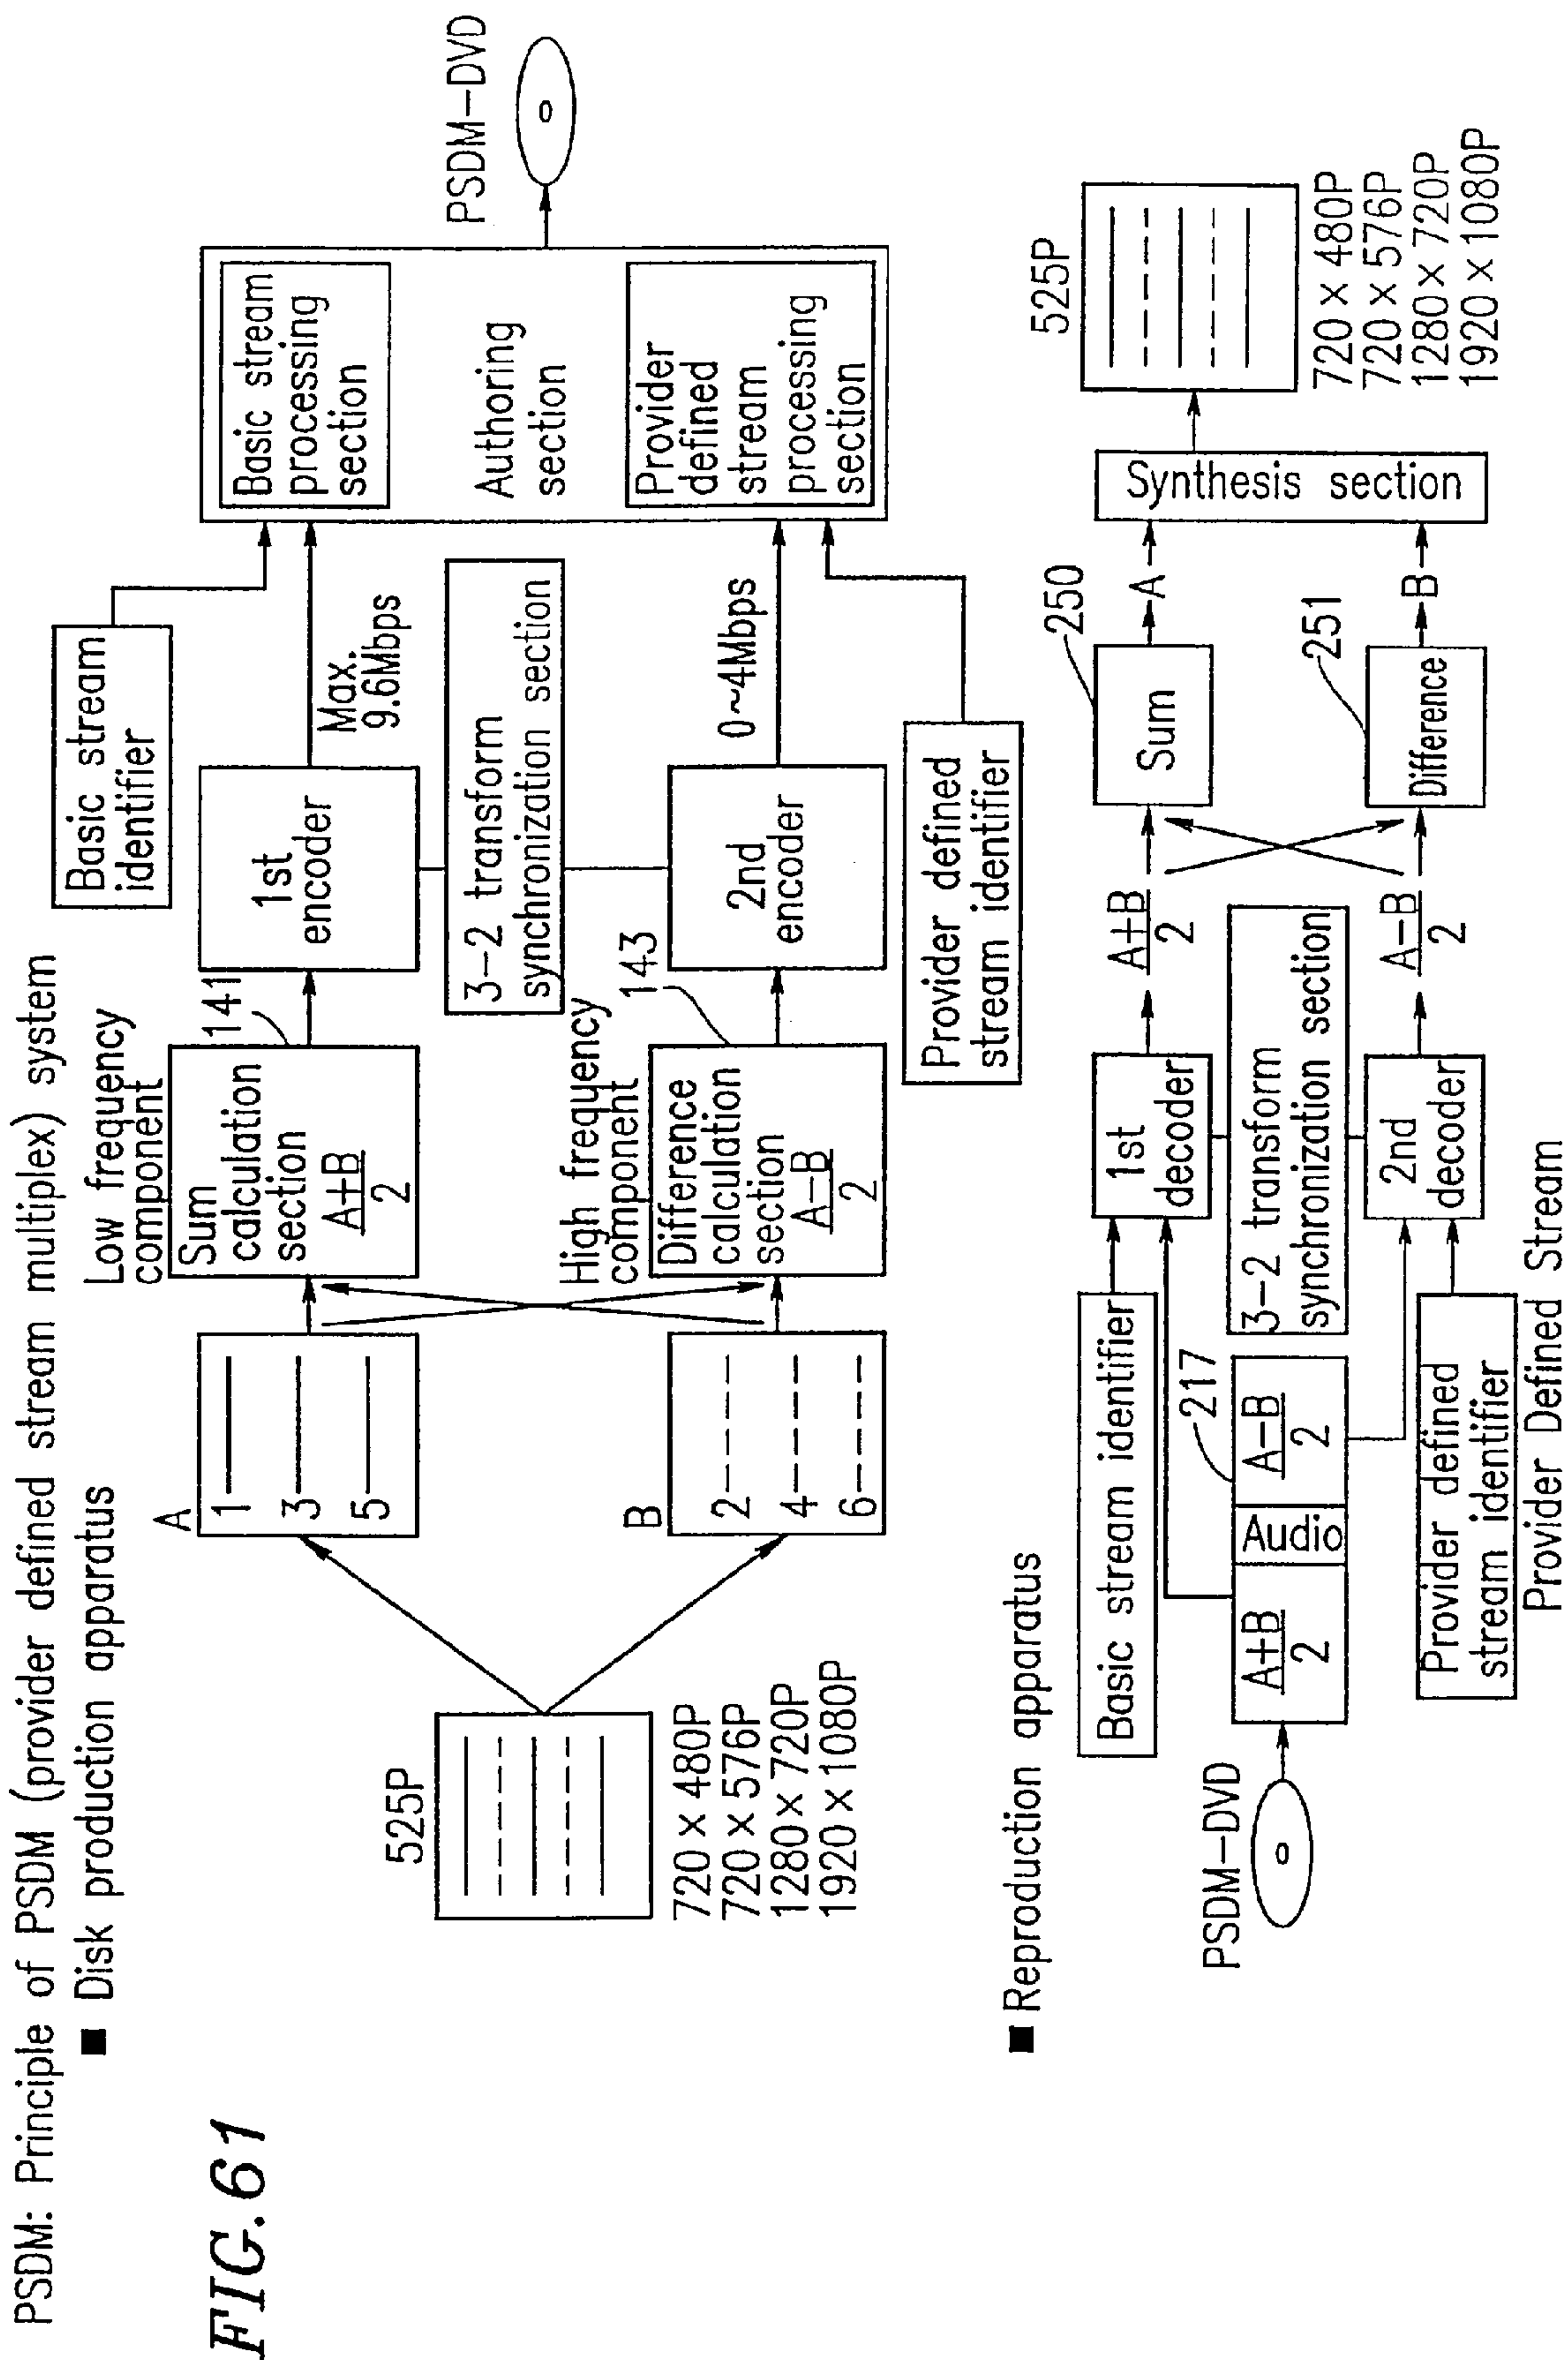 PSDM: Principle of PSDM (provider defined stream multiplex) system
FIG. 61
■ Disk production apparatus
525P
720 × 480P
720 × 576P
1280 × 720P
1920 × 1080P
A
1
3
5
B
2
4
6
Low frequency
component
Sum
calculation
section
A+B
2
141
High frequency
component
Difference
calculation
section
A−B
2
143
1st
encoder
3−2 transform
synchronization section
2nd
encoder
Basic stream
identifier
Max.
9.6Mbps
0~4Mbps
Provider defined
stream identifier
Basic stream
processing
section
Authoring
section
Provider
defined
stream
processing
section
PSDM−DVD
■ Reproduction apparatus
PSDM−DVD
Basic stream identifier
217
A+B
2
Audio
A−B
2
Provider defined
stream identifier
Provider Defined Stream
1st
decoder
3−2 transform
synchronization section
2nd
decoder
A+B
2
A−B
2
250
Sum
251
Difference
A
B
Synthesis section
525P
720 × 480P
720 × 576P
1280 × 720P
1920 × 1080P